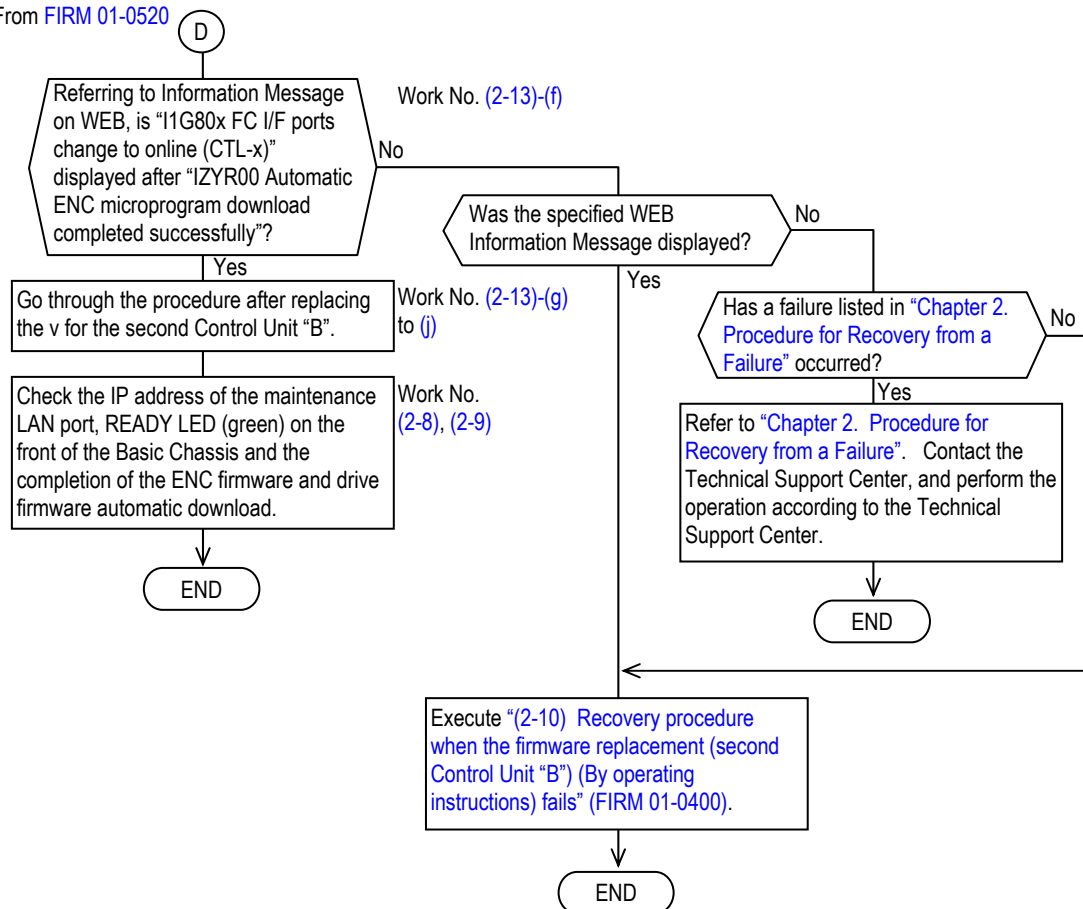 From FIRM 01-0520
D
Referring to Information Message
on WEB, is “I1G80x FC I/F ports
change to online (CTL-x)”
displayed after “IZYR00 Automatic
ENC microprogram download
completed successfully”?
Work No. (2-13)-(f)
No
Yes
Was the specified WEB
Information Message displayed?
No
Yes
Go through the procedure after replacing
the v for the second Control Unit “B”.
Work No. (2-13)-(g)
to (j)
Has a failure listed in “Chapter 2.
Procedure for Recovery from a
Failure” occurred?
No
Yes
Check the IP address of the maintenance
LAN port, READY LED (green) on the
front of the Basic Chassis and the
completion of the ENC firmware and drive
firmware automatic download.
Work No.
(2-8), (2-9)
END
Refer to “Chapter 2. Procedure for
Recovery from a Failure”. Contact the
Technical Support Center, and perform the
operation according to the Technical
Support Center.
END
Execute “(2-10) Recovery procedure
when the firmware replacement (second
Control Unit “B”) (By operating
instructions) fails” (FIRM 01-0400).
END